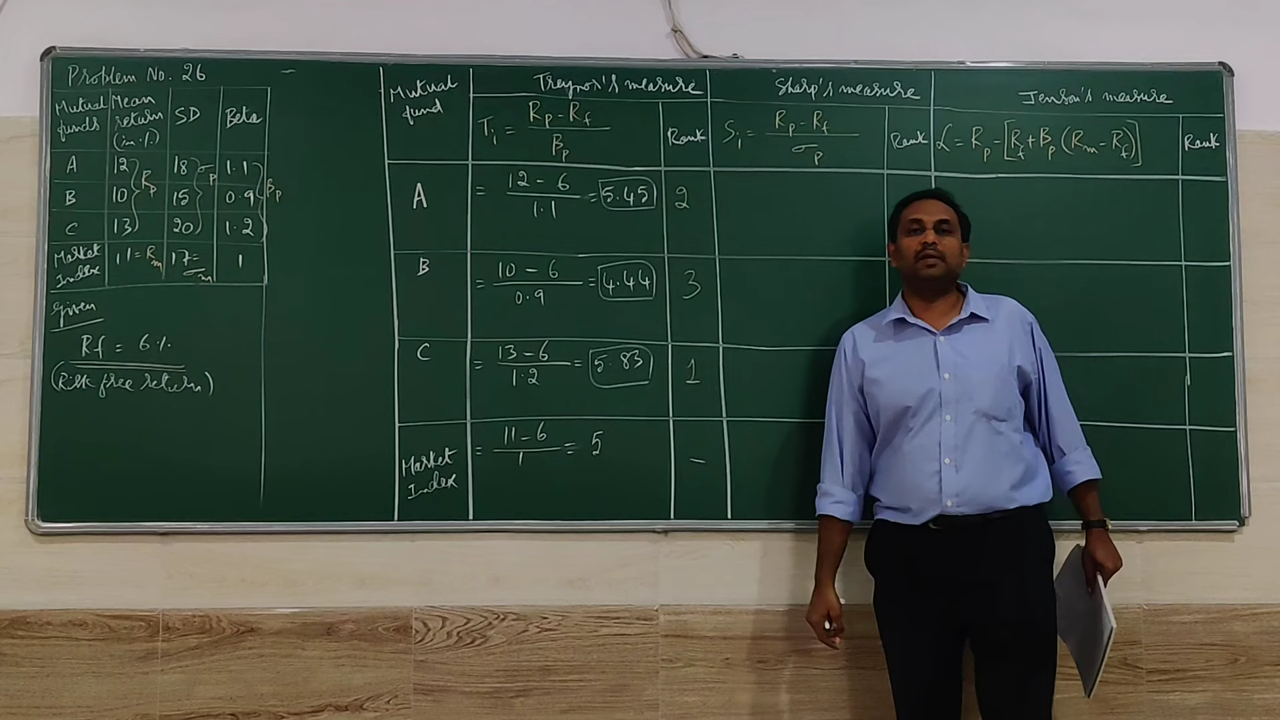 Problem No. 26 –
Mutual funds Mean return (in %) SD Beta
A 12 18 1.1
B 10 } Rp 15 } σp 0.9 } βp
C 13 20 1.2
Market Index 11 = Rm 17 = σm 1
given
Rf = 6%
(Risk free return)
Mutual fund
Treynor's measure
Ti = Rp - Rf / βp
Rank
A = 12 - 6 / 1.1 = 5.45 2
B = 10 - 6 / 0.9 = 4.44 3
C = 13 - 6 / 1.2 = 5.83 1
Market Index = 11 - 6 / 1 = 5 –
Sharp's measure
Si = Rp - Rf / σp
Rank
Jenson's measure
α = Rp - [Rf + βp (Rm - Rf)]
Rank